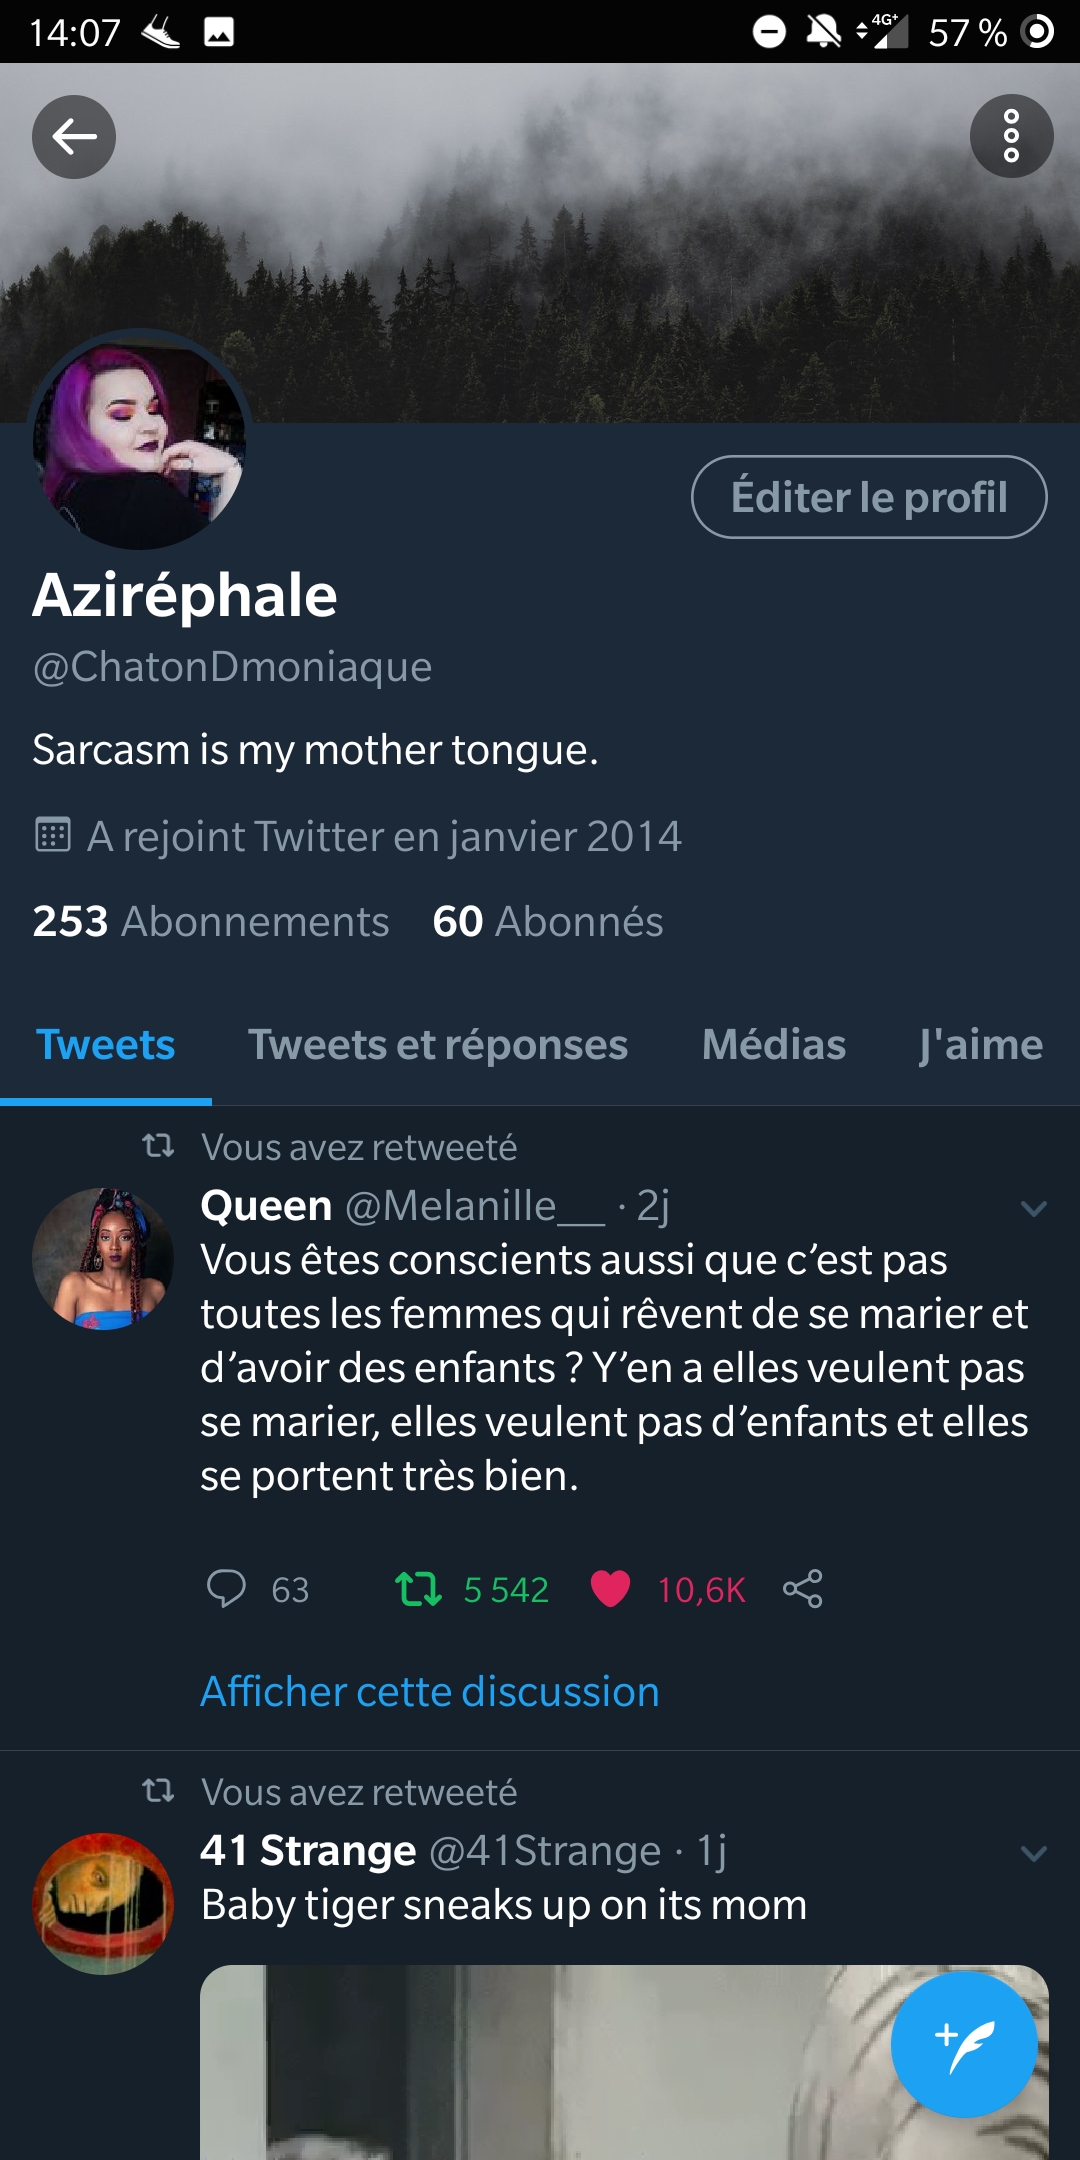 14:07
4G+ 57 %
Éditer le profil
Aziréphale
@ChatonDmoniaque
Sarcasm is my mother tongue.
A rejoint Twitter en janvier 2014
253 Abonnements 60 Abonnés
Tweets Tweets et réponses Médias J'aime
Vous avez retweeté
Queen @Melanille__ · 2j
Vous êtes conscients aussi que c’est pas
toutes les femmes qui rêvent de se marier et
d’avoir des enfants ? Y’en a elles veulent pas
se marier, elles veulent pas d’enfants et elles
se portent très bien.
63 5 542 10,6K
Afficher cette discussion
Vous avez retweeté
41 Strange @41Strange · 1j
Baby tiger sneaks up on its mom